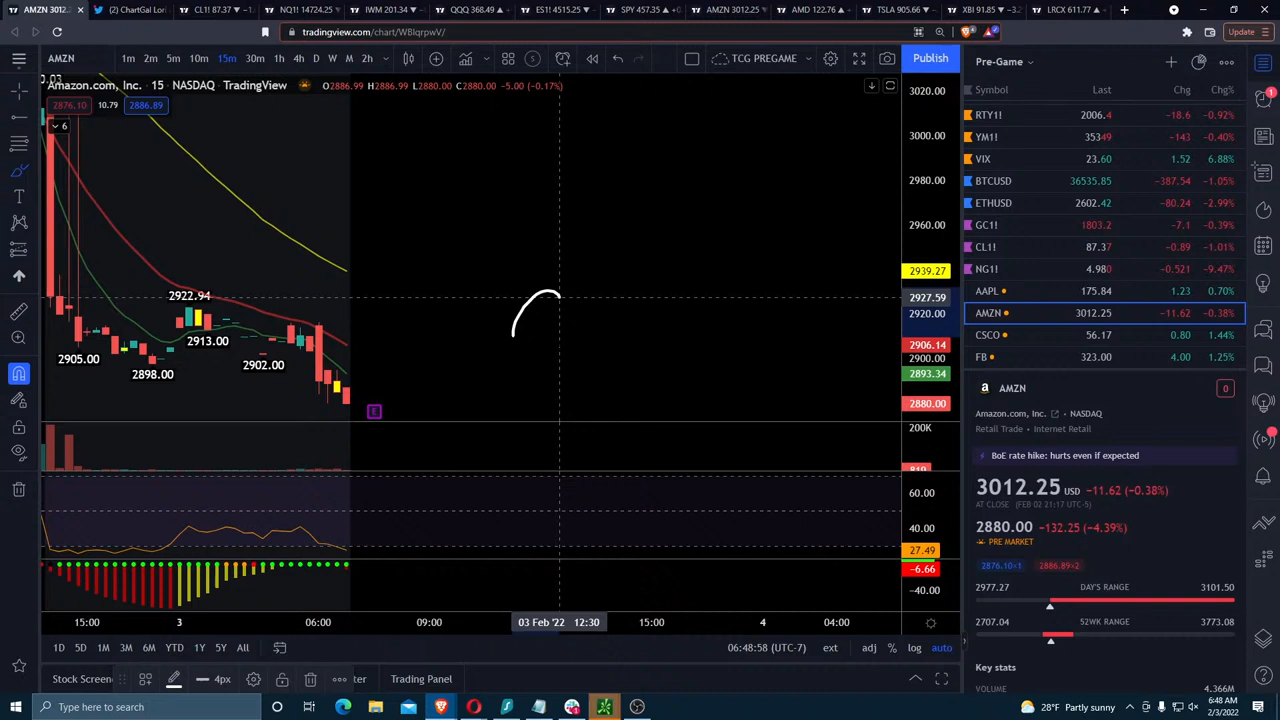 AMZN 3012.
ChartGal Lori
CL1! 87.37
NQ1! 14724.25
IWM 201.34
QQQ 368.49
ES1! 4515.25
SPY 457.35
AMZN 3012.25
AMD 122.76
TSLA 905.66
XBI 91.85
LRCX 611.77
tradingview.com/chart/WBIqrpwV/
Update
AMZN
1m 2m 5m 10m 15m 30m 1h 4h D W M 2h
TCG PREGAME
Publish
Amazon.com, Inc. • 15 • NASDAQ • TradingView
O2886.99 H2886.99 L2880.00 C2880.00 -5.00 (-0.17%)
2876.10 10.79 2886.89
6
2922.94
2913.00
2905.00
2898.00
2902.00
E
3020.00
3000.00
2980.00
2960.00
2939.27
2927.59
2920.00
2906.14
2900.00
2893.34
2880.00
200K
819
60.00
40.00
27.49
-6.66
-40.00
15:00 3 06:00 09:00 03 Feb '22 12:30 15:00 4 04:00
1D 5D 1M 3M 6M YTD 1Y 5Y All
06:48:58 (UTC-7) ext adj % log auto
Stock Screen
4px
ter
Trading Panel
Pre-Game
Symbol Last Chg Chg%
RTY1! 2006.4 -18.6 -0.92%
YM1! 35349 -143 -0.40%
VIX 23.60 1.52 6.88%
BTCUSD 36535.85 -387.54 -1.05%
ETHUSD 2602.42 -80.24 -2.99%
GC1! 1803.2 -7.1 -0.39%
CL1! 87.37 -0.89 -1.01%
NG1! 4.980 -0.521 -9.47%
AAPL 175.84 1.23 0.70%
AMZN 3012.25 -11.62 -0.38%
CSCO 56.17 0.80 1.44%
FB 323.00 4.00 1.25%
a AMZN 0
Amazon.com, Inc. NASDAQ
Retail Trade • Internet Retail
BoE rate hike: hurts even if expected
3012.25 USD −11.62 (−0.38%)
AT CLOSE (FEB 02 21:17 UTC-5)
2880.00 −132.25 (−4.39%)
PRE MARKET
2876.10×1 2886.89×2
2977.27 DAY'S RANGE 3101.50
2707.04 52WK RANGE 3773.08
Key stats
VOLUME 4.366M
Type here to search
28°F Partly sunny
6:48 AM
2/3/2022